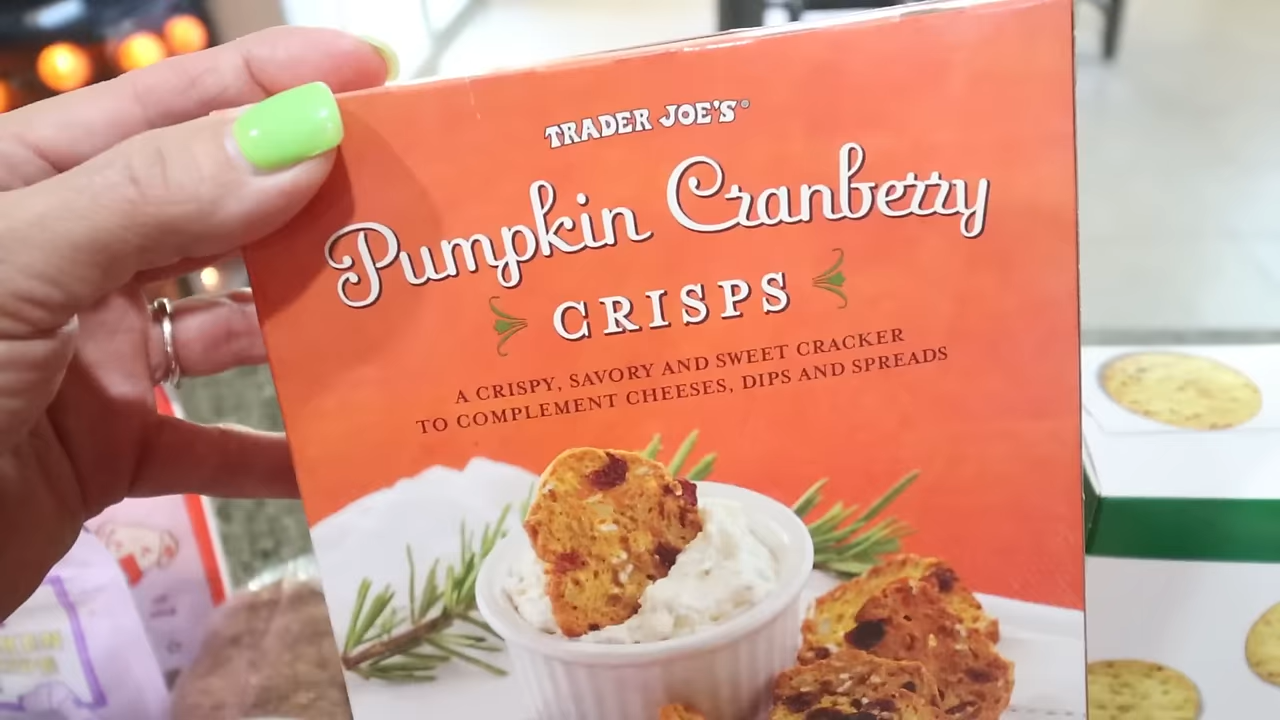 TRADER JOE'S®
Pumpkin Cranberry
CRISPS
A CRISPY, SAVORY AND SWEET CRACKER
TO COMPLEMENT CHEESES, DIPS AND SPREADS